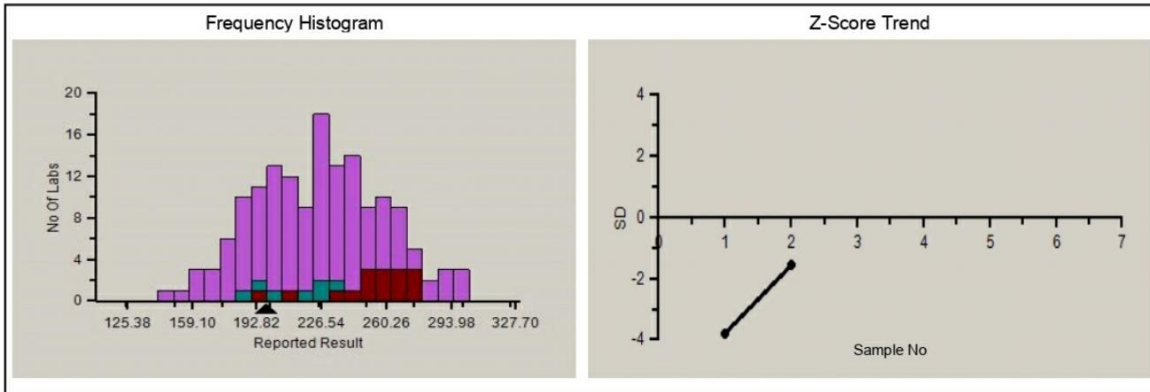 Frequency Histogram
20
16
12
8
4
0
No Of Labs
125.38 159.10 192.82 226.54 260.26 293.98 327.70
Reported Result
Z-Score Trend
4
2
0
-2
-4
SD
0 1 2 3 4 5 6 7
Sample No